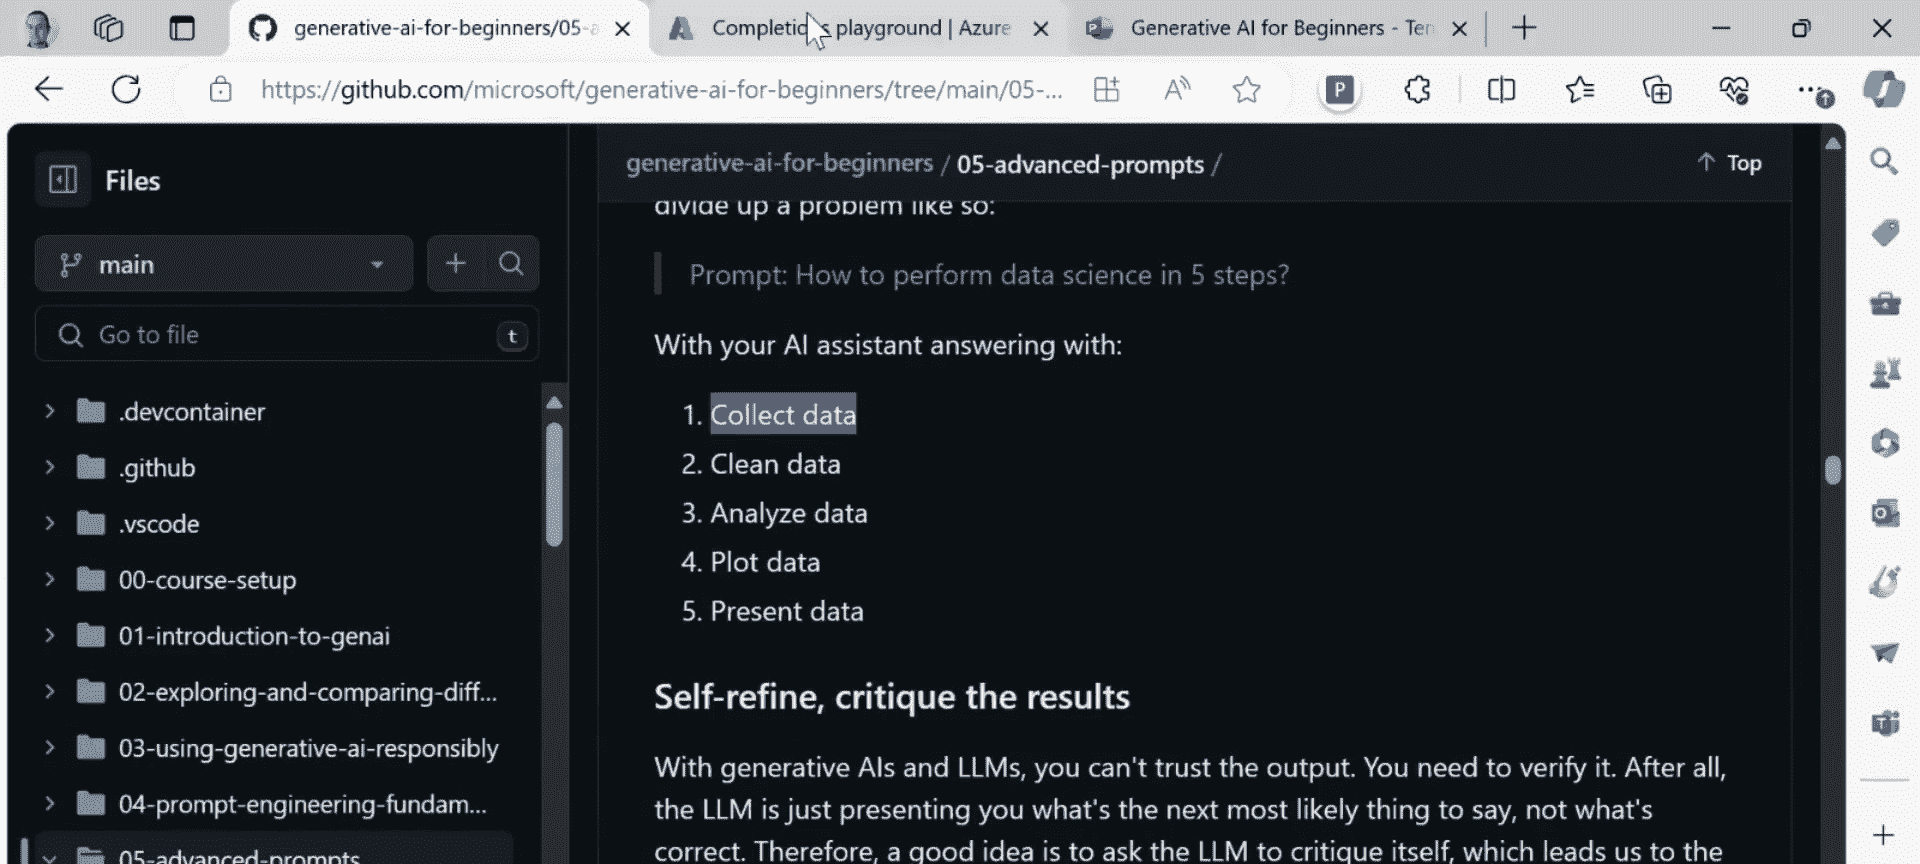 generative-ai-for-beginners/05-a
Completions playground | Azure
Generative AI for Beginners - Ter
https://github.com/microsoft/generative-ai-for-beginners/tree/main/05-...
P
Files
main
Go to file
t
.devcontainer
.github
.vscode
00-course-setup
01-introduction-to-genai
02-exploring-and-comparing-diff...
03-using-generative-ai-responsibly
04-prompt-engineering-fundam...
05-advanced-prompts
generative-ai-for-beginners / 05-advanced-prompts /
Top
divide up a problem like so:
Prompt: How to perform data science in 5 steps?
With your AI assistant answering with:
1. Collect data
2. Clean data
3. Analyze data
4. Plot data
5. Present data
Self-refine, critique the results
With generative AIs and LLMs, you can't trust the output. You need to verify it. After all,
the LLM is just presenting you what's the next most likely thing to say, not what's
correct. Therefore, a good idea is to ask the LLM to critique itself, which leads us to the